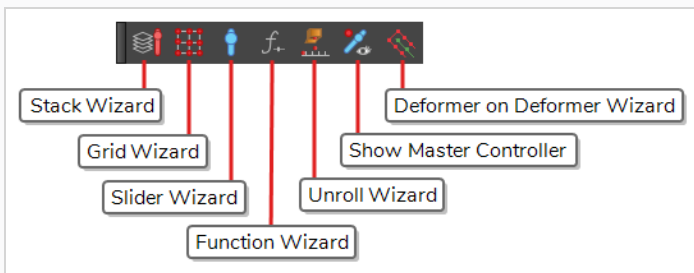 Stack Wizard
Deformer on Deformer Wizard
Grid Wizard
Show Master Controller
Slider Wizard
Unroll Wizard
Function Wizard